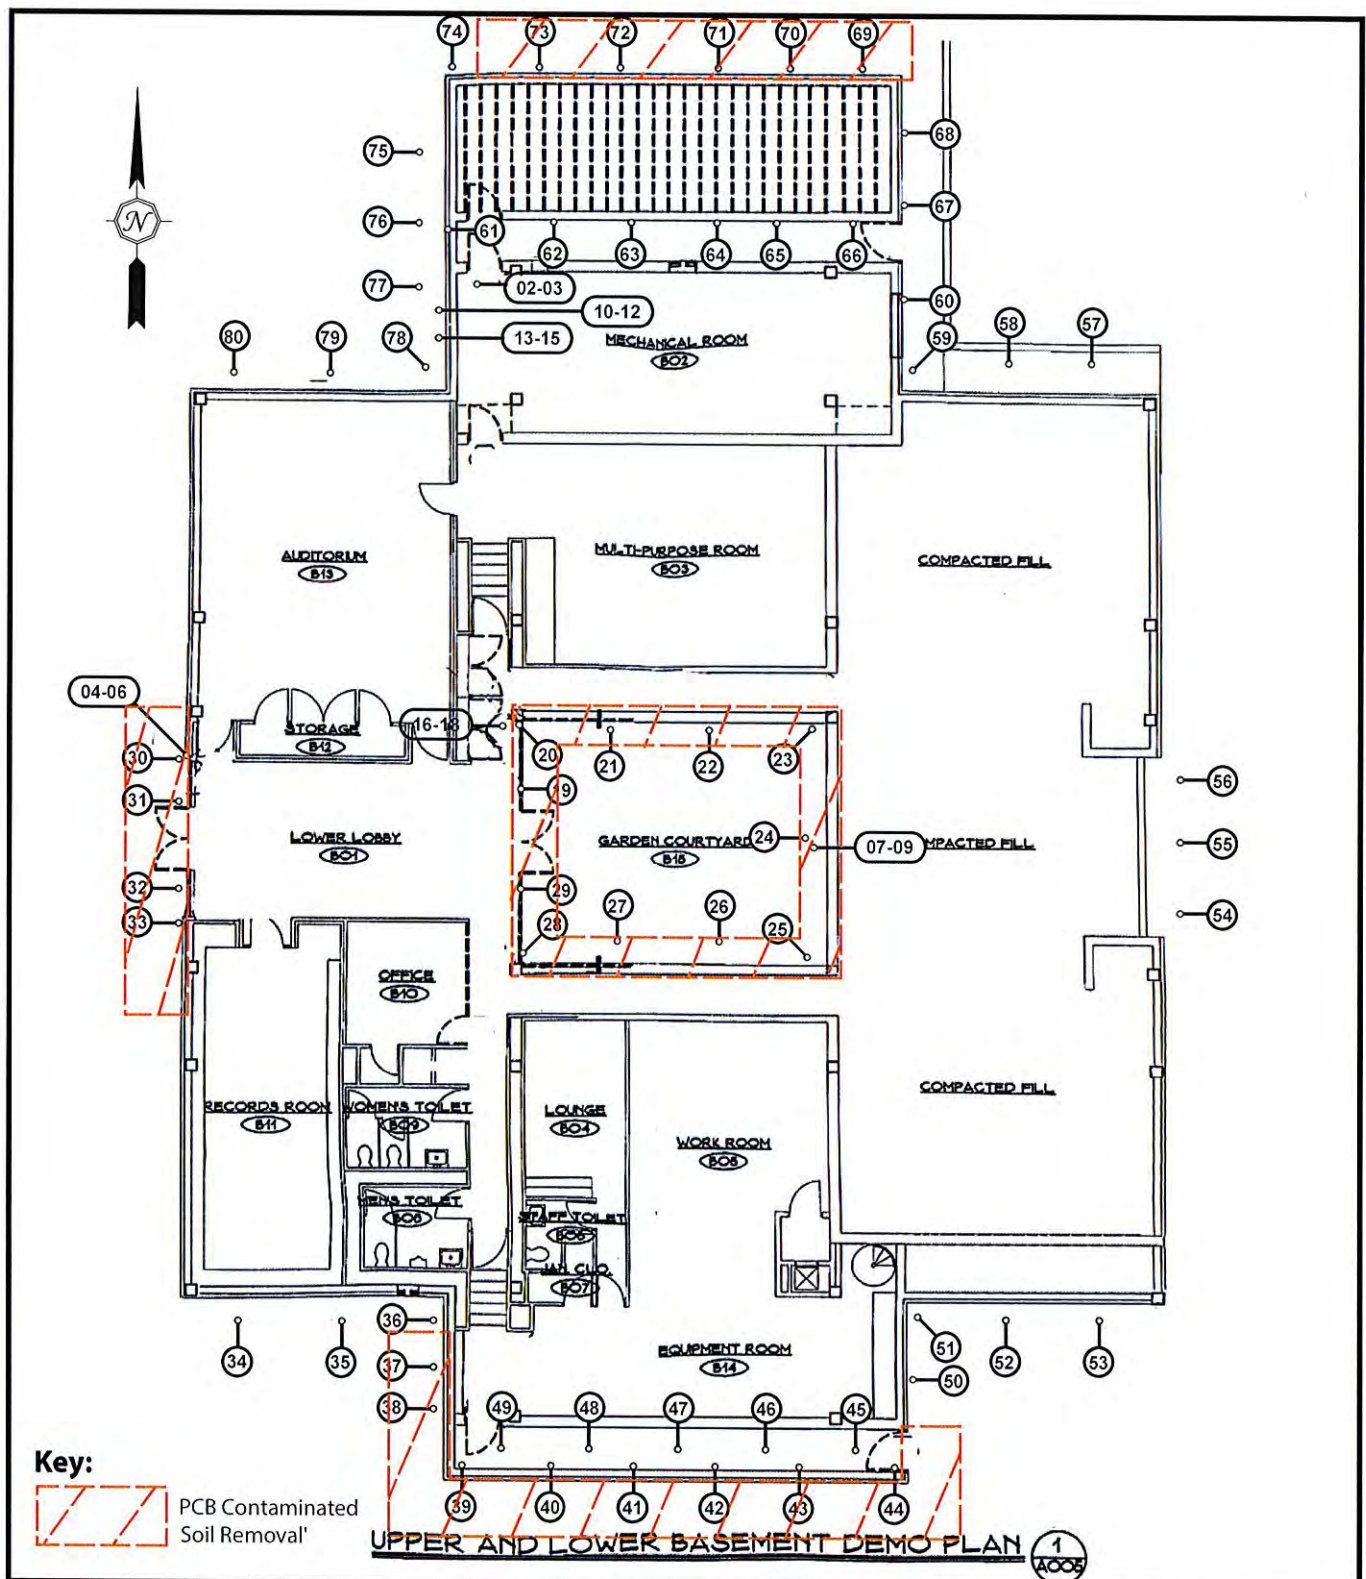 74
73
72
71
70
69
75
68
N
76
61
67
62
63
64
65
66
77
02-03
60
10-12
80
79
78
13-15
MECHANICAL ROOM
B02
59
58
57
AUDITORIUM
B13
MULTI-PURPOSE ROOM
B03
COMPACTED FILL
04-06
16-18
STORAGE
B12
30
20
21
22
23
31
19
56
LOWER LOBBY
B01
GARDEN COURTYARD
B15
24
07-09
MPACTED FILL
55
32
29
33
28
27
26
25
54
OFFICE
B10
RECORDS ROOM
B11
WOMENS TOILET
B09
LOUNGE
B04
WORK ROOM
B05
COMPACTED FILL
MENS TOILET
B08
STAFF TOILET
B06
JAN. CLO.
B07
34
35
36
37
38
EQUIPMENT ROOM
B14
51
52
53
50
49
48
47
46
45
39
40
41
42
43
44
Key:
PCB Contaminated
Soil Removal'
UPPER AND LOWER BASEMENT DEMO PLAN
1
A005